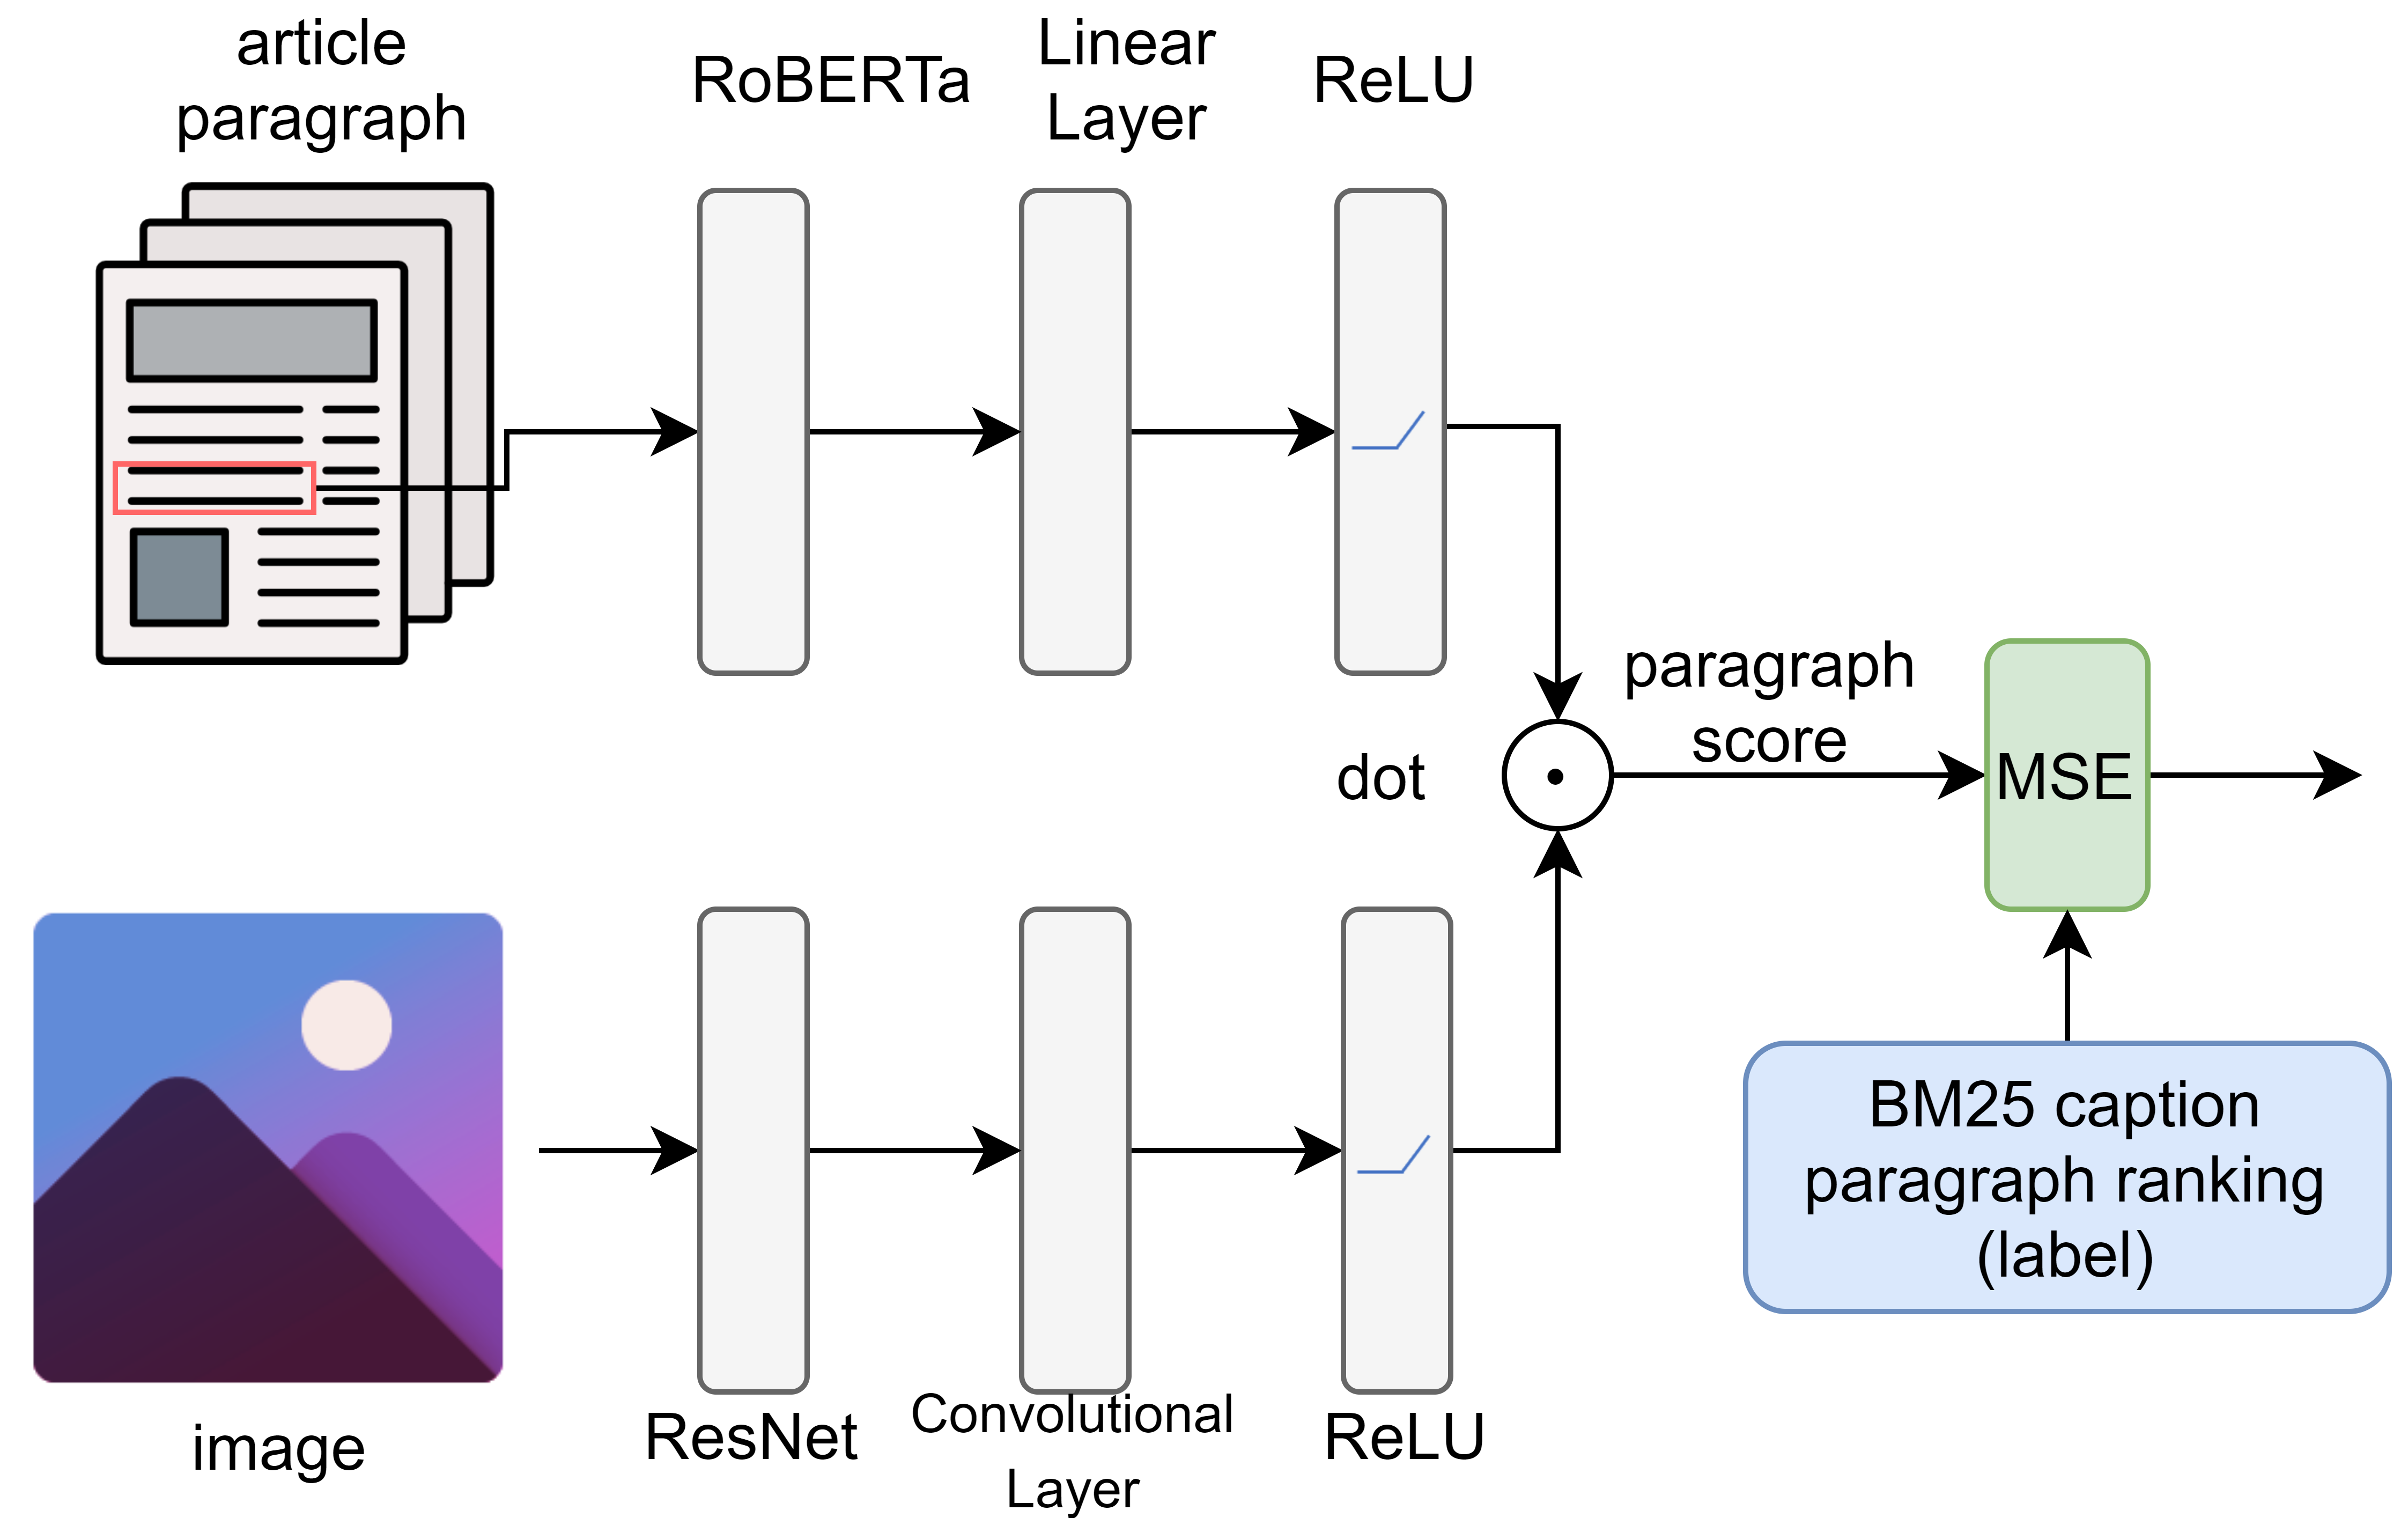 article
paragraph
RoBERTa
Linear
Layer
ReLU
dot
paragraph
score
MSE
BM25 caption
paragraph ranking
(label)
image
ResNet
Convolutional
Layer
ReLU